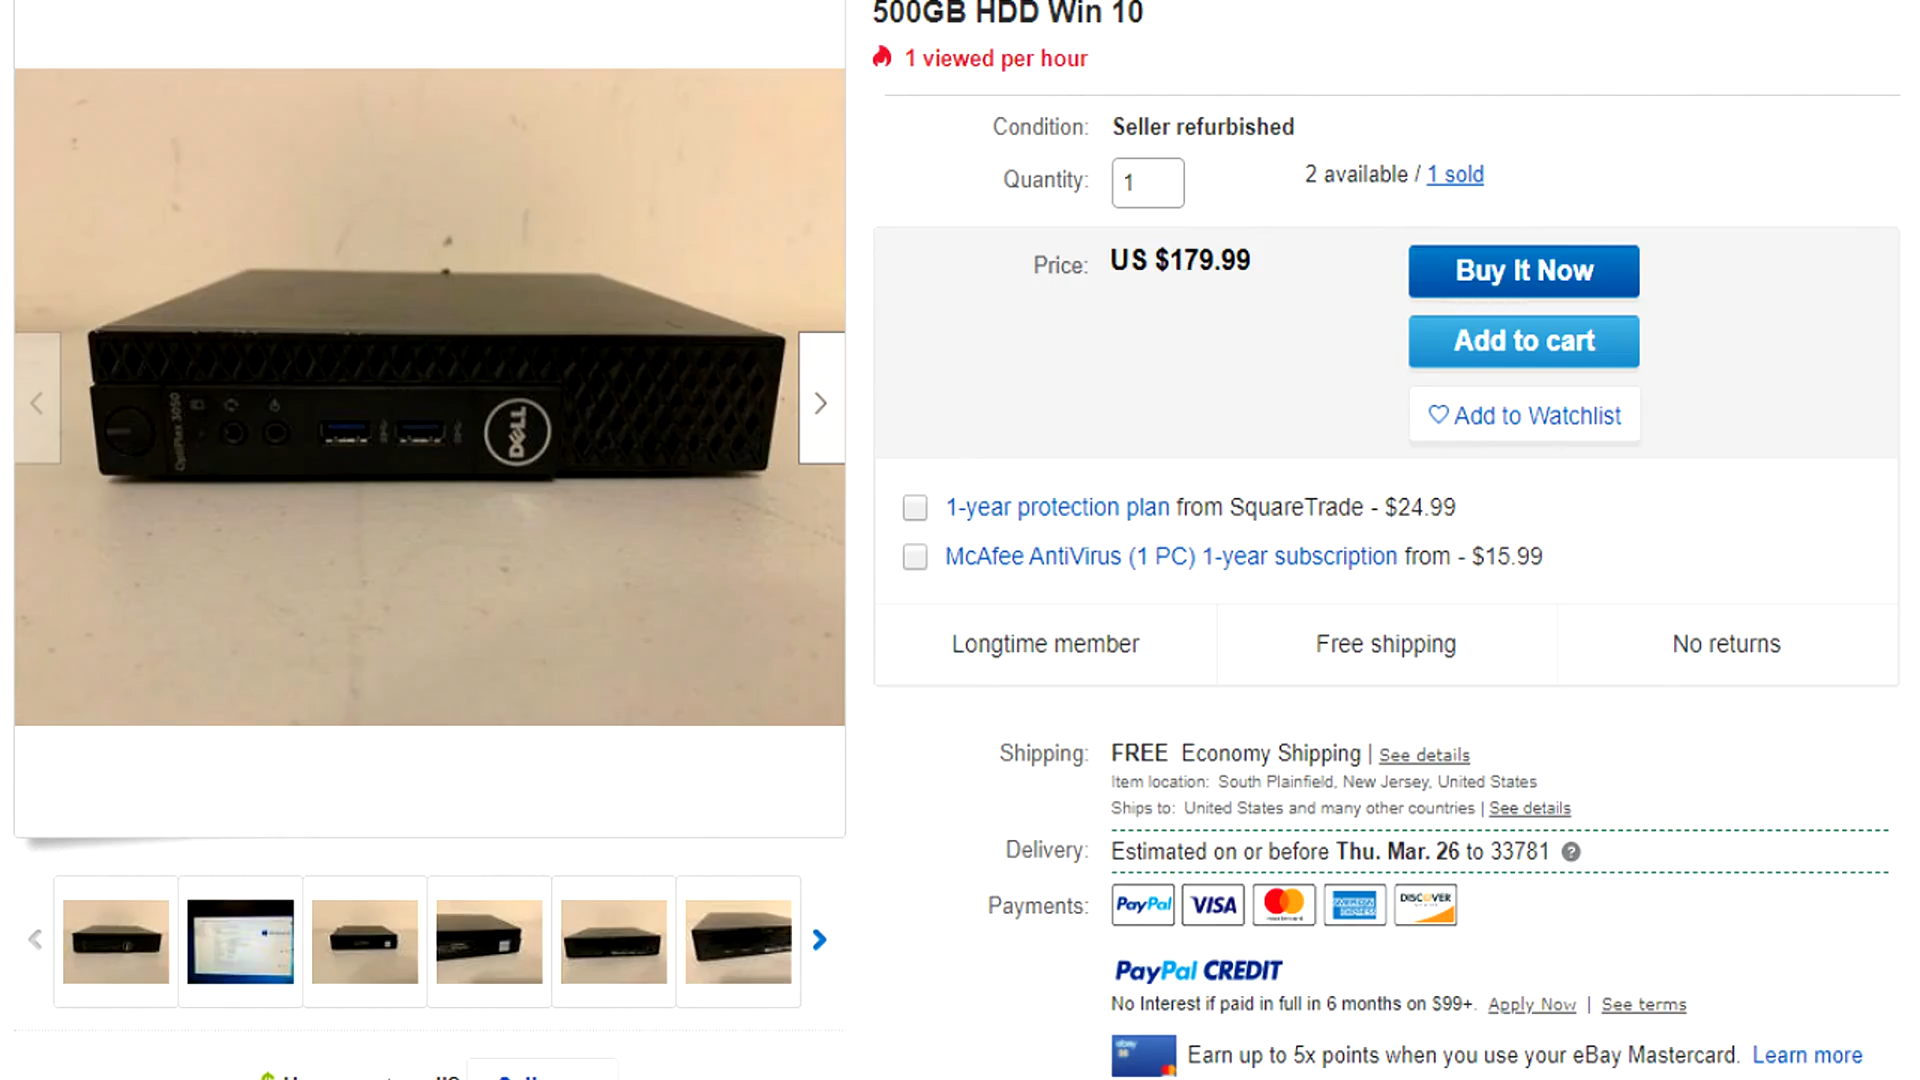 500GB HDD Win 10
1 viewed per hour
Condition: Seller refurbished
Quantity: 1 2 available / 1 sold
Price: US $179.99
Buy It Now
Add to cart
Add to Watchlist
OptiPlex 3050
DELL
1-year protection plan from SquareTrade - $24.99
McAfee AntiVirus (1 PC) 1-year subscription from - $15.99
Longtime member Free shipping No returns
Shipping: FREE Economy Shipping | See details
Item location: South Plainfield, New Jersey, United States
Ships to: United States and many other countries | See details
Delivery: Estimated on or before Thu. Mar. 26 to 33781
Payments: PayPal VISA mastercard AMERICAN EXPRESS DISCOVER
PayPal CREDIT
No Interest if paid in full in 6 months on $99+. Apply Now | See terms
ebay
Earn up to 5x points when you use your eBay Mastercard. Learn more